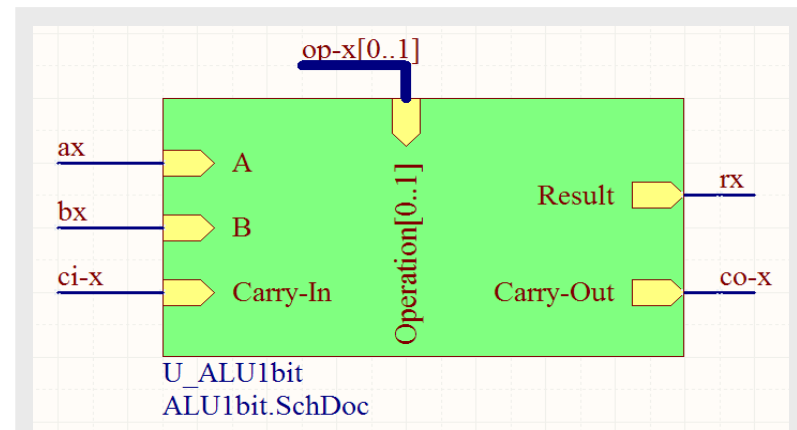 op-x[0..1]
ax
A
bx
B
ci-x
Carry-In
Operation[0..1]
Result
rx
Carry-Out
co-x
U_ALU1bit
ALU1bit.SchDoc